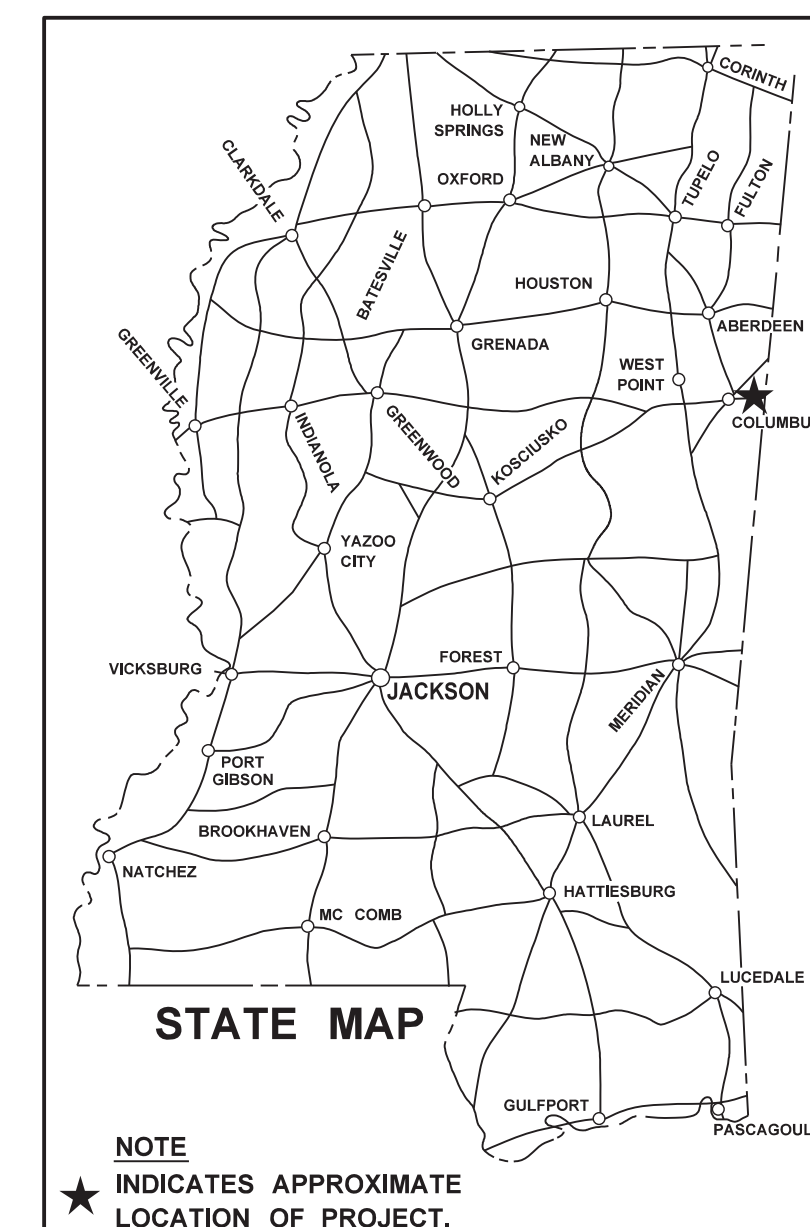 CORINTH
HOLLY
SPRINGS
NEW
ALBANY
CLARKDALE
OXFORD
TUPELO
FULTON
BATESVILLE
HOUSTON
ABERDEEN
GRENADA
GREENVILLE
WEST
POINT
COLUMBU
INDIANOLA
GREENWOOD
KOSCIUSKO
YAZOO
CITY
VICKSBURG
FOREST
JACKSON
MERIDIAN
PORT
GIBSON
BROOKHAVEN
LAUREL
NATCHEZ
HATTIESBURG
MC COMB
LUCEDALE
STATE MAP
GULFPORT
PASCAGOUL
NOTE
INDICATES APPROXIMATE
LOCATION OF PROJECT.